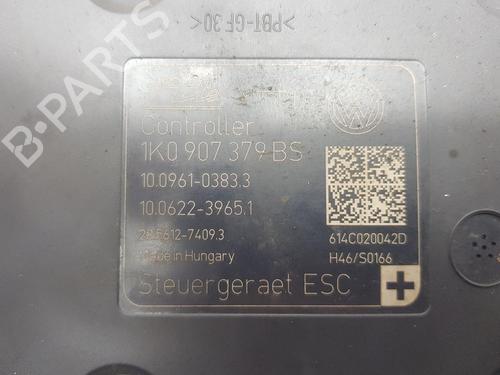 >PBT-GF30<
Controller
1K0 907 379 BS
10.0961-0383.3
10.0622-3965.1
Made in Hungary
614C020042D
H46/S0166
Steuergeraet ESC
B-PARTS